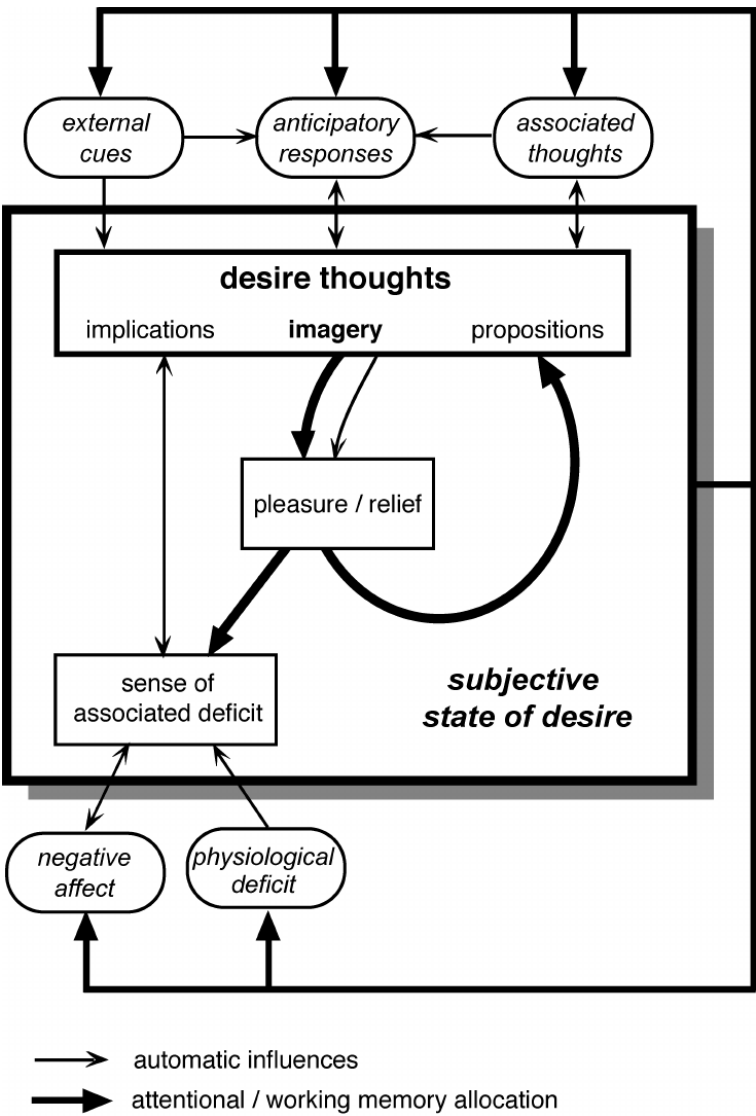 external
cues
anticipatory
responses
associated
thoughts
desire thoughts
implications
imagery
propositions
pleasure / relief
sense of
associated deficit
subjective
state of desire
negative
affect
physiological
deficit
automatic influences
attentional / working memory allocation